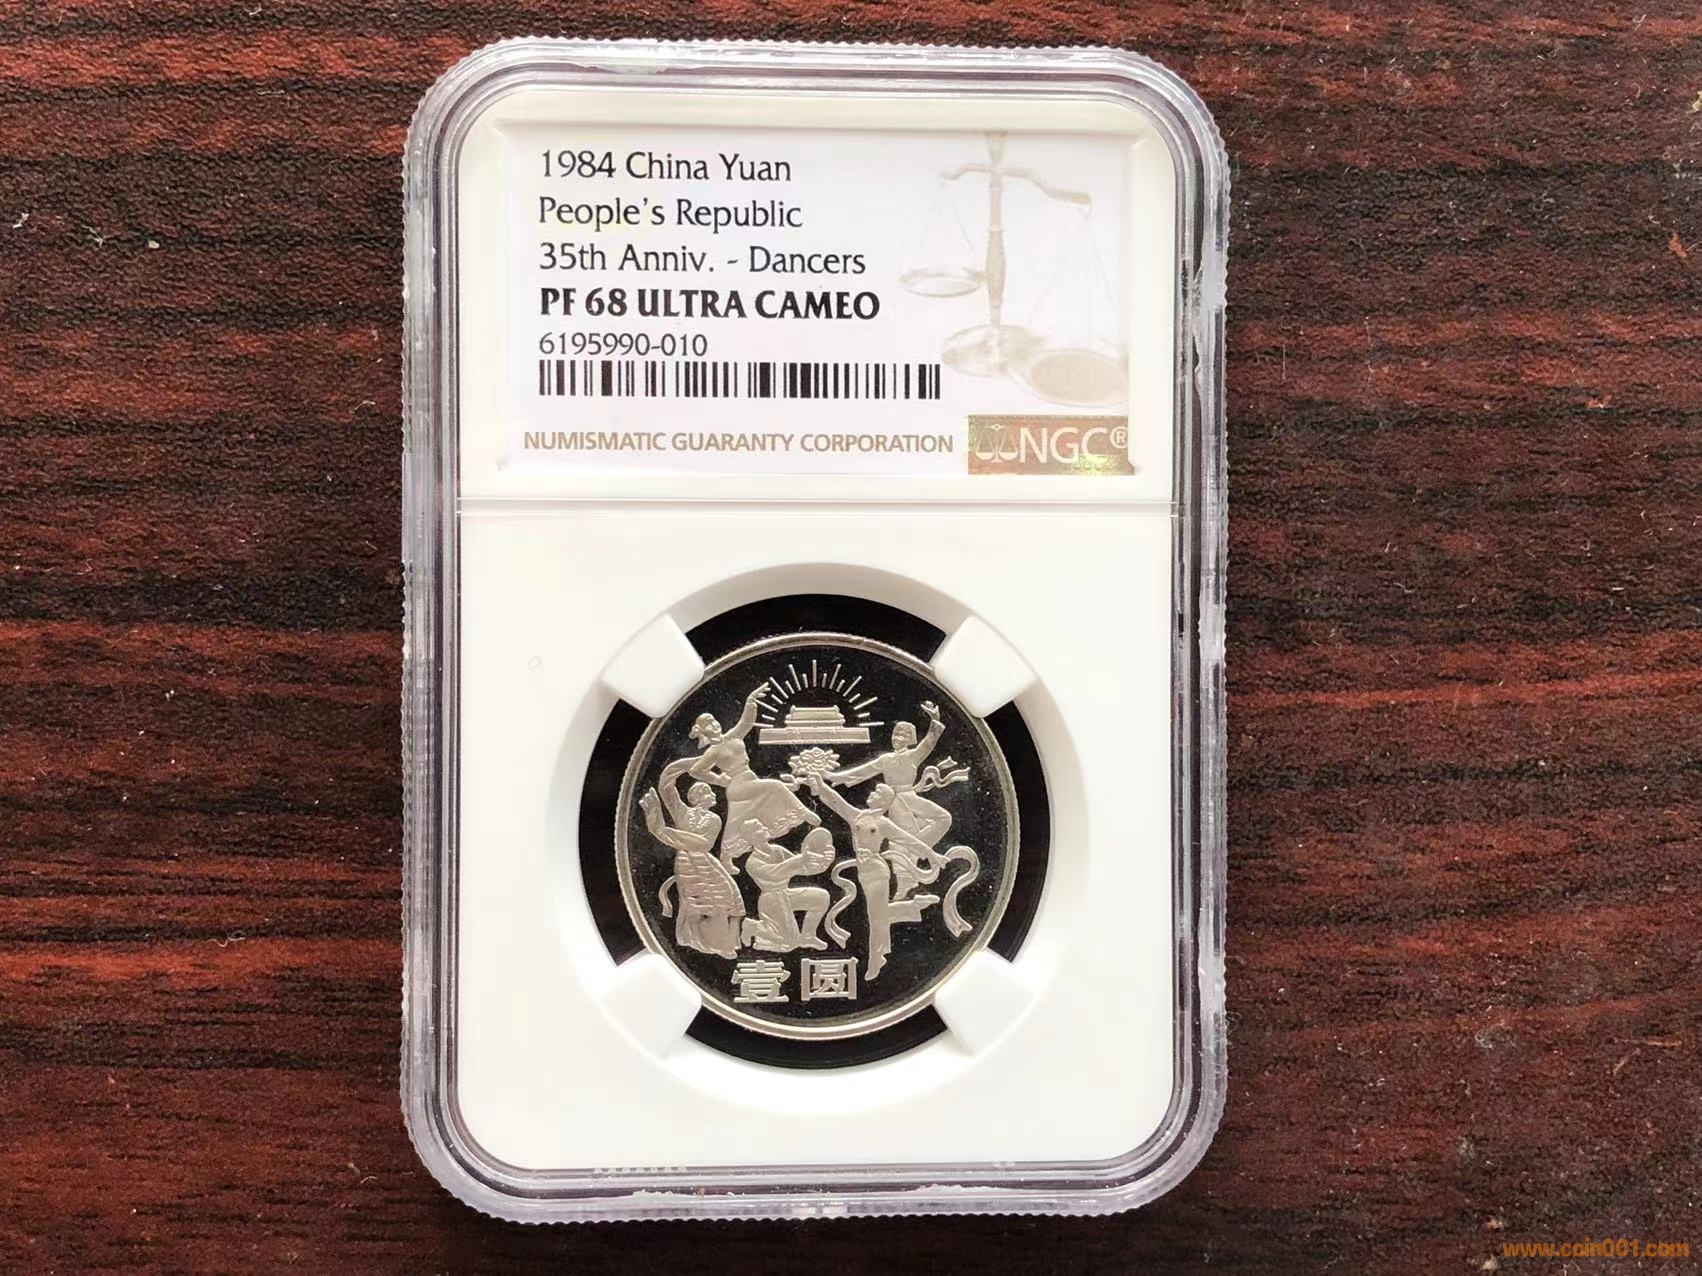 1984 China Yuan
People's Republic
35th Anniv. - Dancers
PF 68 ULTRA CAMEO
6195990-010
NUMISMATIC GUARANTY CORPORATION
NGC®
壹圆
www.coin001.com